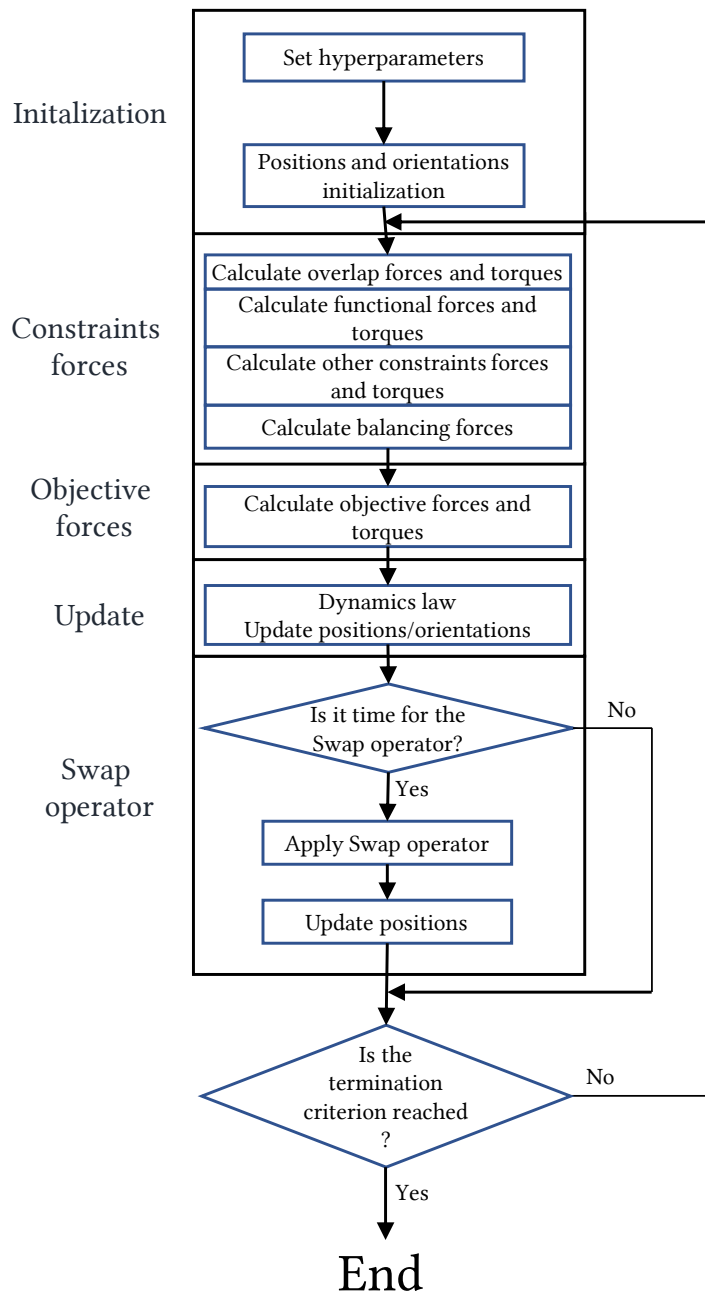 Initalization
Set hyperparameters
Positions and orientations
initialization
Constraints
forces
Calculate overlap forces and torques
Calculate functional forces and
torques
Calculate other constraints forces
and torques
Calculate balancing forces
Objective
forces
Calculate objective forces and
torques
Update
Dynamics law
Update positions/orientations
Swap
operator
Is it time for the
Swap operator?
No
Yes
Apply Swap operator
Update positions
Is the
termination
criterion reached
?
No
Yes
End